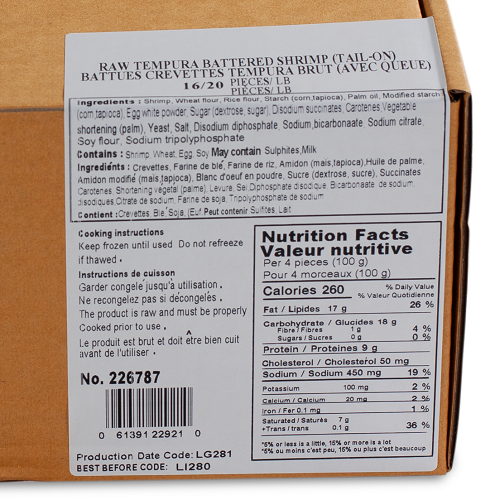 RAW TEMPURA BATTERED SHRIMP (TAIL-ON)
BATTUES CREVETTES TEMPURA BRUT (AVEC QUEUE)
16/20 PIECES/ LB
PIECES/ LB
Ingredients : Shrimp, Wheat flour, Rice flour, Starch (corn,tapioca), Palm oil, Modified starch
(corn,tapioca), Egg white powder, Sugar (dextrose, sugar), Disodium succinates, Carotenes,Vegetable
shortening (palm), Yeast, Salt, Disodium diphosphate, Sodium,bicarbonaate, Sodium citrate,
Soy flour, Sodium tripolyphosphate
Contains : Shrimp, Wheat, Egg, Soy May contain Sulphites,Milk
Ingrediénts : Crevettes, Farine de blé, Farine de riz, Amidon (mais,tapioca),Huile de palme,
Amidon modifié (mais,tapioca), Blanc d'oeuf en poudre, Sucre (dextrose, sucre), Succinates
Carotenes, Shortening vegétal (palme), Levure, Sel, Diphosphate disodique, Bicarbonaate de sodium,
disodiques,Citrate de sodium, Farine de soja, Tripolyphosphate de sodium
Contient :Crevettes, Blé, Soja, (Euf Peut contenir Sulfites, Lait
Cooking instructions
Keep frozen until used Do not refreeze
if thawed .
Instructions de cuisson
Garder congelé jusqu'à utilisation .
Ne recongelez pas si décongelés .
The product is raw and must be properly
Cooked prior to use .
Le produit est brut et doit être bien cuit
avant de l'utiliser .
No. 226787
0 61391 22921 0
Production Date Code: LG281
BEST BEFORE CODE: LI280
Nutrition Facts
Valeur nutritive
Per 4 pieces (100 g)
Pour 4 morceaux (100 g)
Calories 260 % Daily Value
% Valeur Quotidienne
Fat / Lipides 17 g 26 %
Carbohydrate / Glucides 18 g
Fibre / Fibres 1 g 4 %
Sugars / Sucres 0 g 0 %
Protein / Protéines 9 g
Cholesterol / Cholestérol 50 mg
Sodium / Sodium 450 mg 19 %
Potassium 100 mg 2 %
Calcium / Calcium 20 mg 2 %
Iron / Fer 0.1 mg 1 %
Saturated / Saturés 7 g
+Trans / trans 0.1 g 36 %
*5% or less is a little, 15% or more is a lot
*5% ou moins c'est peu, 15% ou plus c'est beaucoup